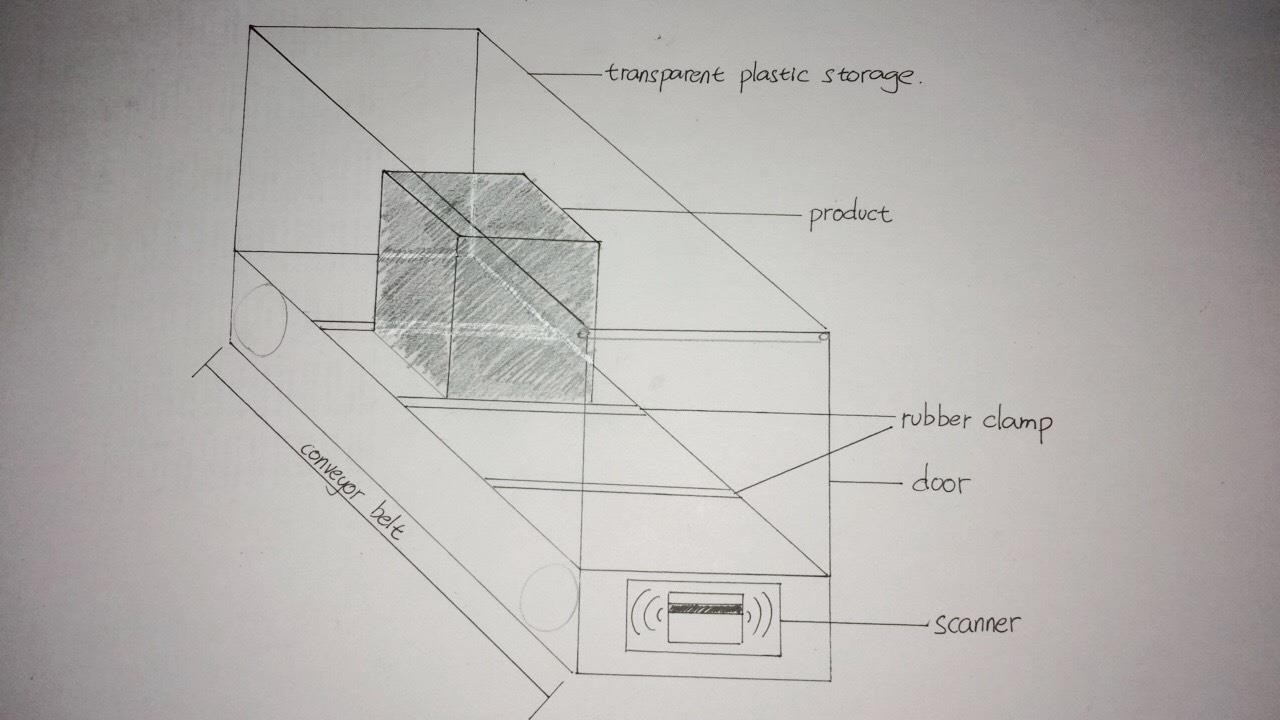 transparent plastic storage.
product
rubber clamp
door
conveyor belt
scanner